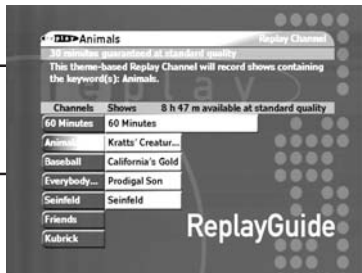 Animals Replay Channel
30 minutes guaranteed at standard quality
This theme-based Replay Channel will record shows containing
the keyword(s): Animals.
replay
Channels Shows 8 h 47 m available at standard quality
60 Minutes 60 Minutes
Animals Kratts' Creatur...
Baseball California's Gold
Everybody... Prodigal Son
Seinfeld Seinfeld
Friends
Kubrick
ReplayGuide